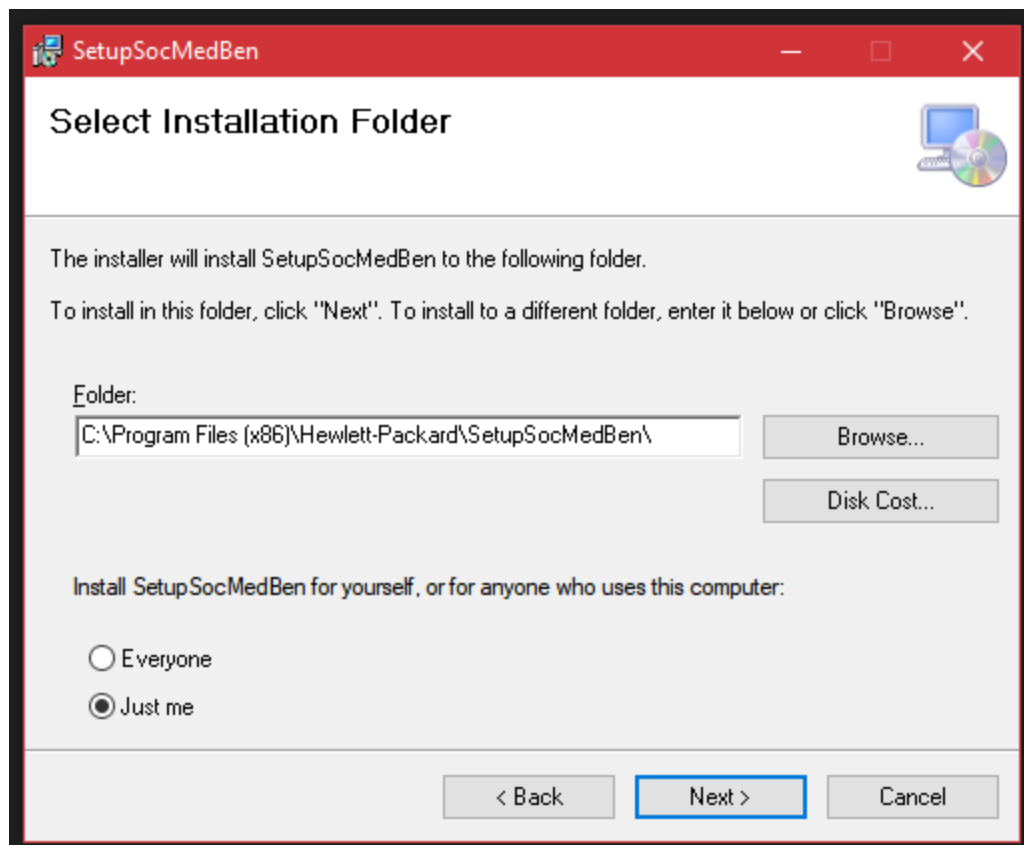 SetupSocMedBen
Select Installation Folder
The installer will install SetupSocMedBen to the following folder.
To install in this folder, click "Next". To install to a different folder, enter it below or click "Browse".
Folder:
C:\Program Files (x86)\Hewlett-Packard\SetupSocMedBen\
Browse...
Disk Cost...
Install SetupSocMedBen for yourself, or for anyone who uses this computer:
Everyone
Just me
< Back
Next >
Cancel